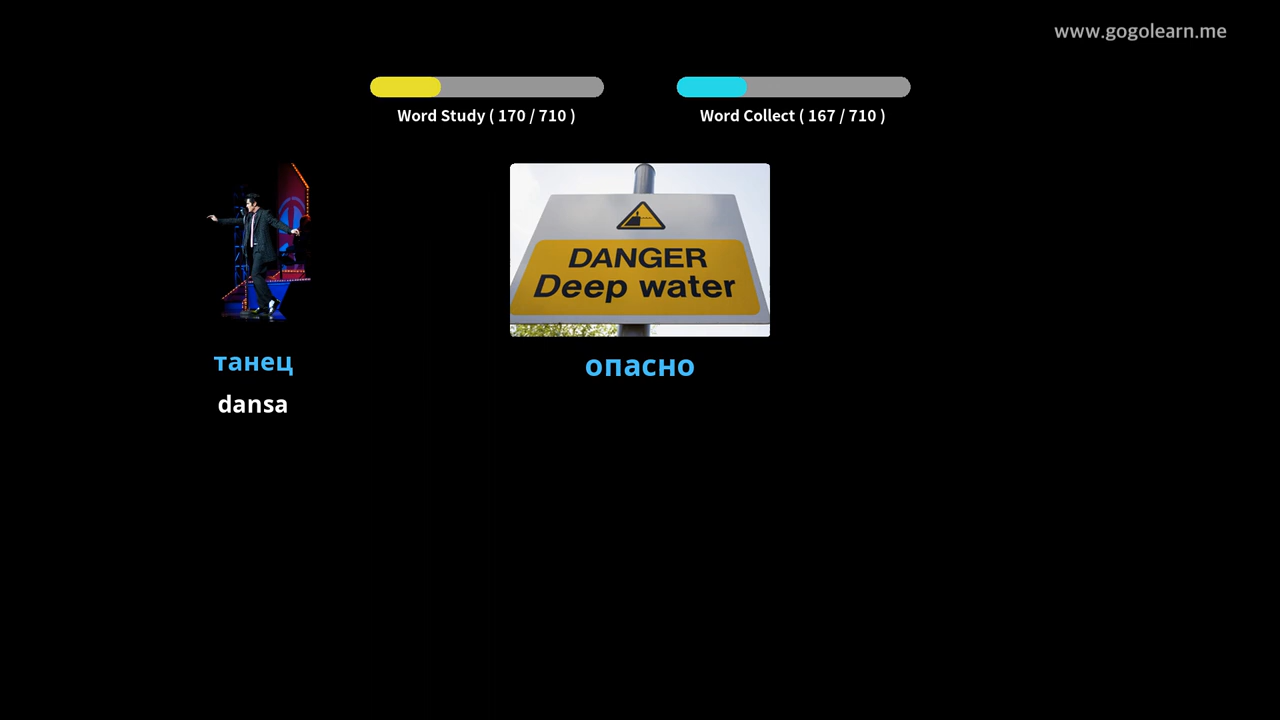 www.gogolearn.me
Word Study ( 170 / 710 )
Word Collect ( 167 / 710 )
DANGER
Deep water
танец
опасно
dansa